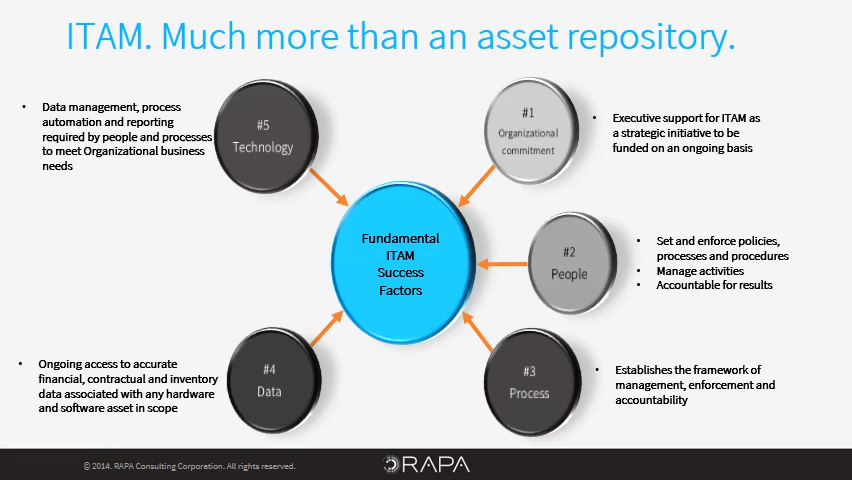 ITAM. Much more than an asset repository.
#1
Organizational
commitment
• Executive support for ITAM as
a strategic initiative to be
funded on an ongoing basis
#2
People
• Set and enforce policies,
processes and procedures
• Manage activities
• Accountable for results
#3
Process
• Establishes the framework of
management, enforcement and
accountability
#4
Data
• Ongoing access to accurate
financial, contractual and inventory
data associated with any hardware
and software asset in scope
#5
Technology
• Data management, process
automation and reporting
required by people and processes
to meet Organizational business
needs
Fundamental
ITAM
Success
Factors
© 2014. RAPA Consulting Corporation. All rights reserved.
RAPA